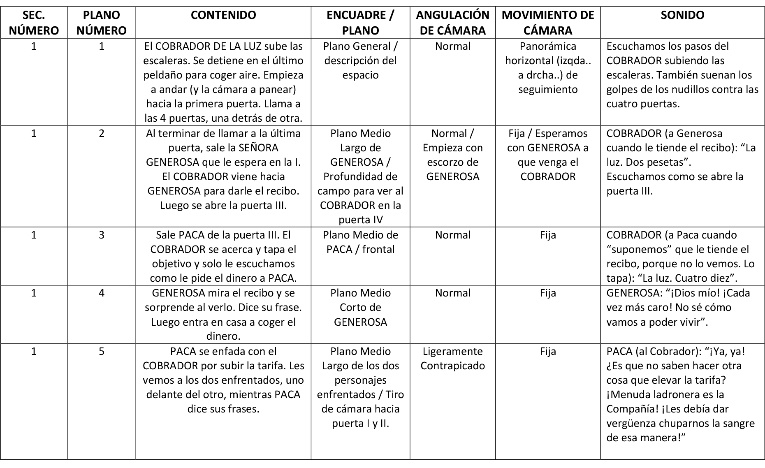 SEC. NÚMERO
PLANO NÚMERO
CONTENIDO
ENCUADRE / PLANO
ANGULACIÓN DE CÁMARA
MOVIMIENTO DE CÁMARA
SONIDO
1
1
El COBRADOR DE LA LUZ sube las
escaleras. Se detiene en el último
peldaño para coger aire. Empieza
a andar (y la cámara a panear)
hacia la primera puerta. Llama a
las 4 puertas, una detrás de otra.
Plano General /
descripción del
espacio
Normal
Panorámica
horizontal (izqda..
a drcha..) de
seguimiento
Escuchamos los pasos del
COBRADOR subiendo las
escaleras. También suenan los
golpes de los nudillos contra las
cuatro puertas.
1
2
Al terminar de llamar a la última
puerta, sale la SEÑORA
GENEROSA que le espera en la I.
El COBRADOR viene hacia
GENEROSA para darle el recibo.
Luego se abre la puerta III.
Plano Medio
Largo de
GENEROSA /
Profundidad de
campo para ver al
COBRADOR en la
puerta IV
Normal /
Empieza con
escorzo de
GENEROSA
Fija / Esperamos
con GENEROSA a
que venga el
COBRADOR
COBRADOR (a Generosa
cuando le tiende el recibo): “La
luz. Dos pesetas”.
Escuchamos como se abre la
puerta III.
1
3
Sale PACA de la puerta III. El
COBRADOR se acerca y tapa el
objetivo y solo le escuchamos
como le pide el dinero a PACA.
Plano Medio de
PACA / frontal
Normal
Fija
COBRADOR (a Paca cuando
“suponemos” que le tiende el
recibo, porque no lo vemos. Lo
tapa): “La luz. Cuatro diez”.
1
4
GENEROSA mira el recibo y se
sorprende al verlo. Dice su frase.
Luego entra en casa a coger el
dinero.
Plano Medio
Corto de
GENEROSA
Normal
Fija
GENEROSA: “¡Dios mío! ¡Cada
vez más caro! No sé cómo
vamos a poder vivir”.
1
5
PACA se enfada con el
COBRADOR por subir la tarifa. Les
vemos a los dos enfrentados, uno
delante del otro, mientras PACA
dice sus frases.
Plano Medio
Largo de los dos
personajes
enfrentados / Tiro
de cámara hacia
puerta I y II.
Ligeramente
Contrapicado
Fija
PACA (al Cobrador): “¡Ya, ya!
¿Es que no saben hacer otra
cosa que elevar la tarifa?
¡Menuda ladronera es la
Compañía! ¡Les debía dar
vergüenza chuparnos la sangre
de esa manera!”